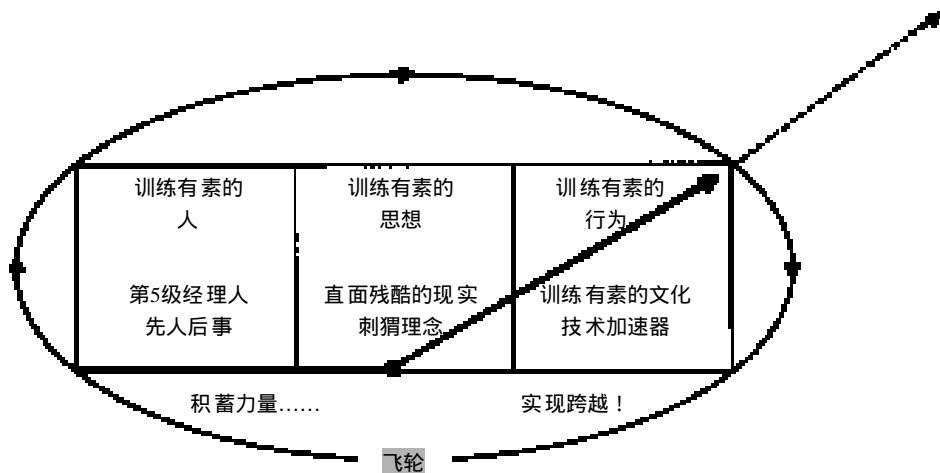 训练有素的
人
第5级经理人
先人后事
训练有素的
思想
直面残酷的现实
刺猬理念
训练有素的
行为
训练有素的文化
技术加速器
积蓄力量……
实现跨越！
飞轮